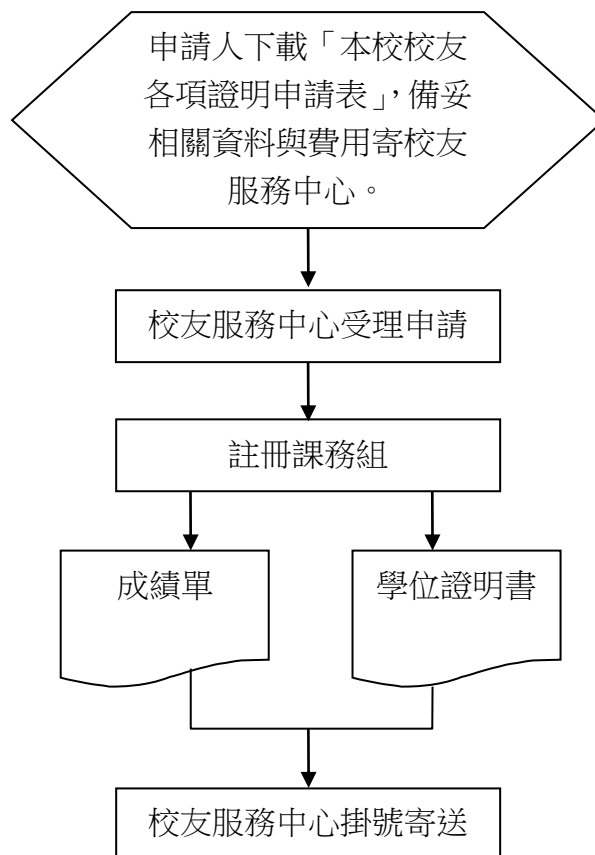 申請人下載「本校校友
各項證明申請表」，備妥
相關資料與費用寄校友
服務中心。
校友服務中心受理申請
註冊課務組
成績單
學位證明書
校友服務中心掛號寄送